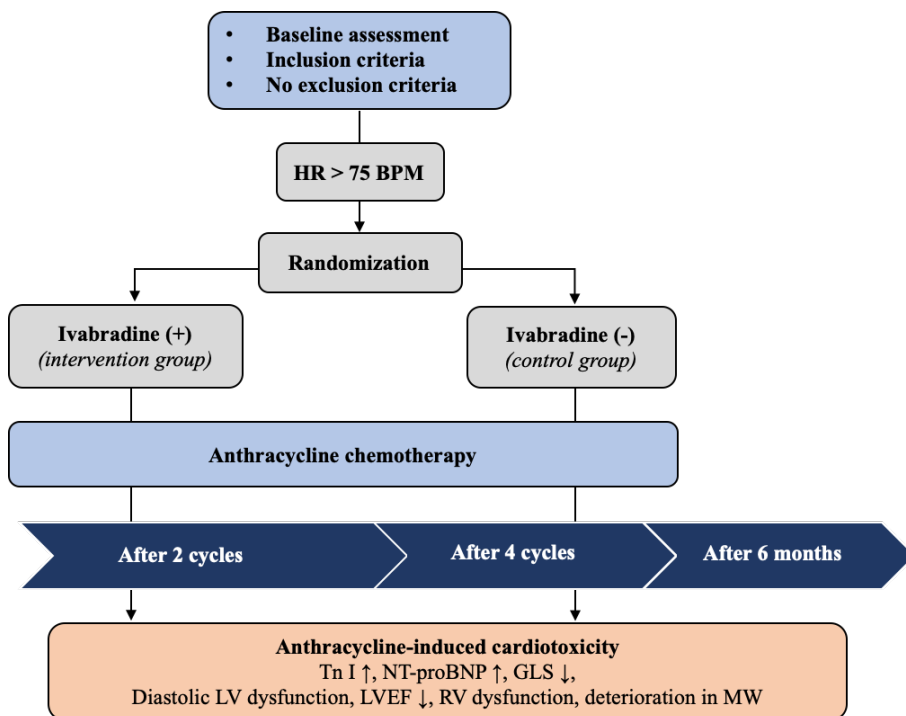 • Baseline assessment
• Inclusion criteria
• No exclusion criteria
HR > 75 BPM
Randomization
Ivabradine (+)
(intervention group)
Ivabradine (-)
(control group)
Anthracycline chemotherapy
After 2 cycles
After 4 cycles
After 6 months
Anthracycline-induced cardiotoxicity
Tn I ↑, NT-proBNP ↑, GLS ↓,
Diastolic LV dysfunction, LVEF ↓, RV dysfunction, deterioration in MW